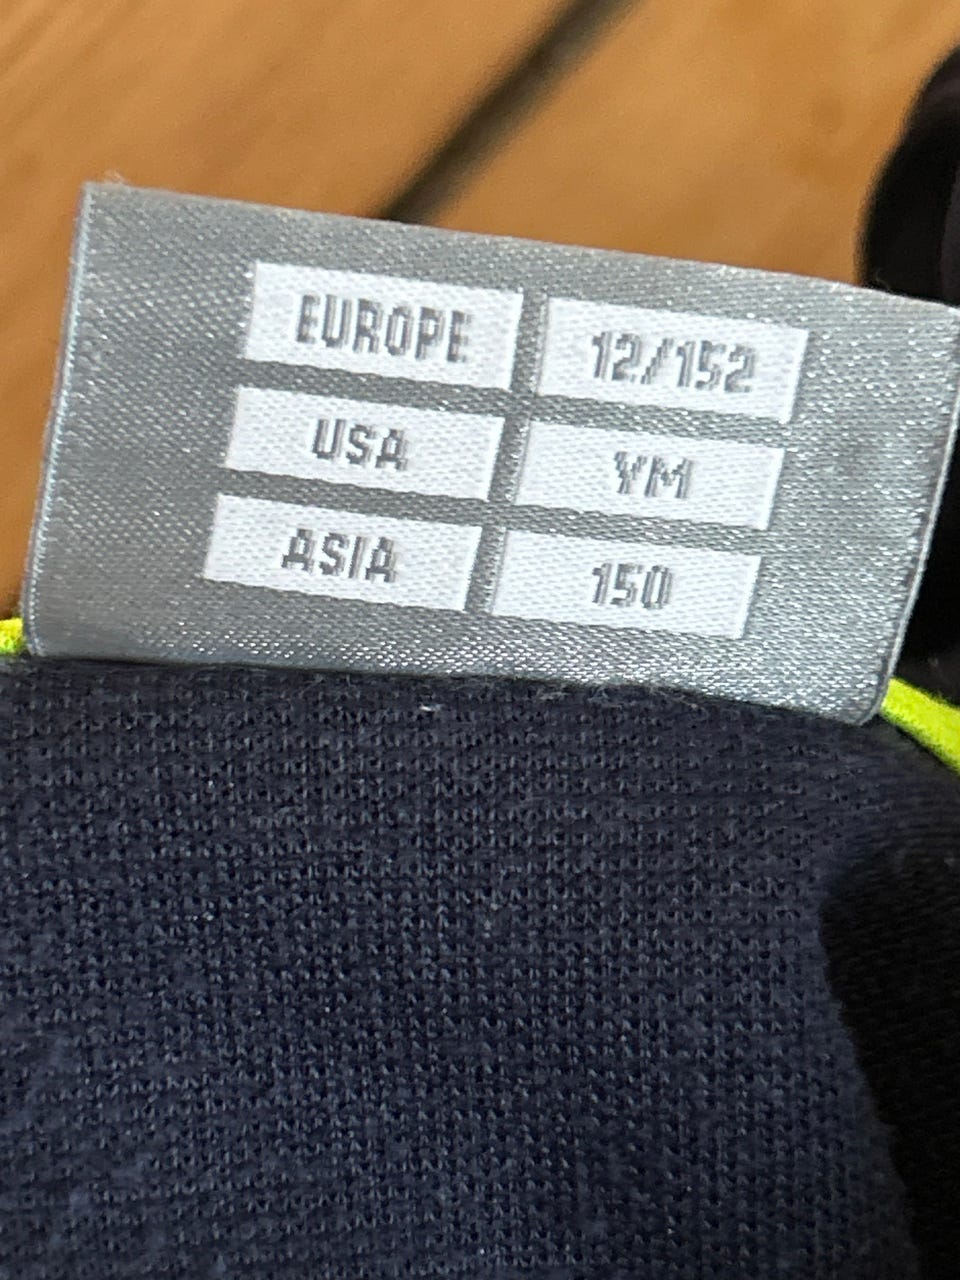 EUROPE 12/152
USA YM
ASIA 150